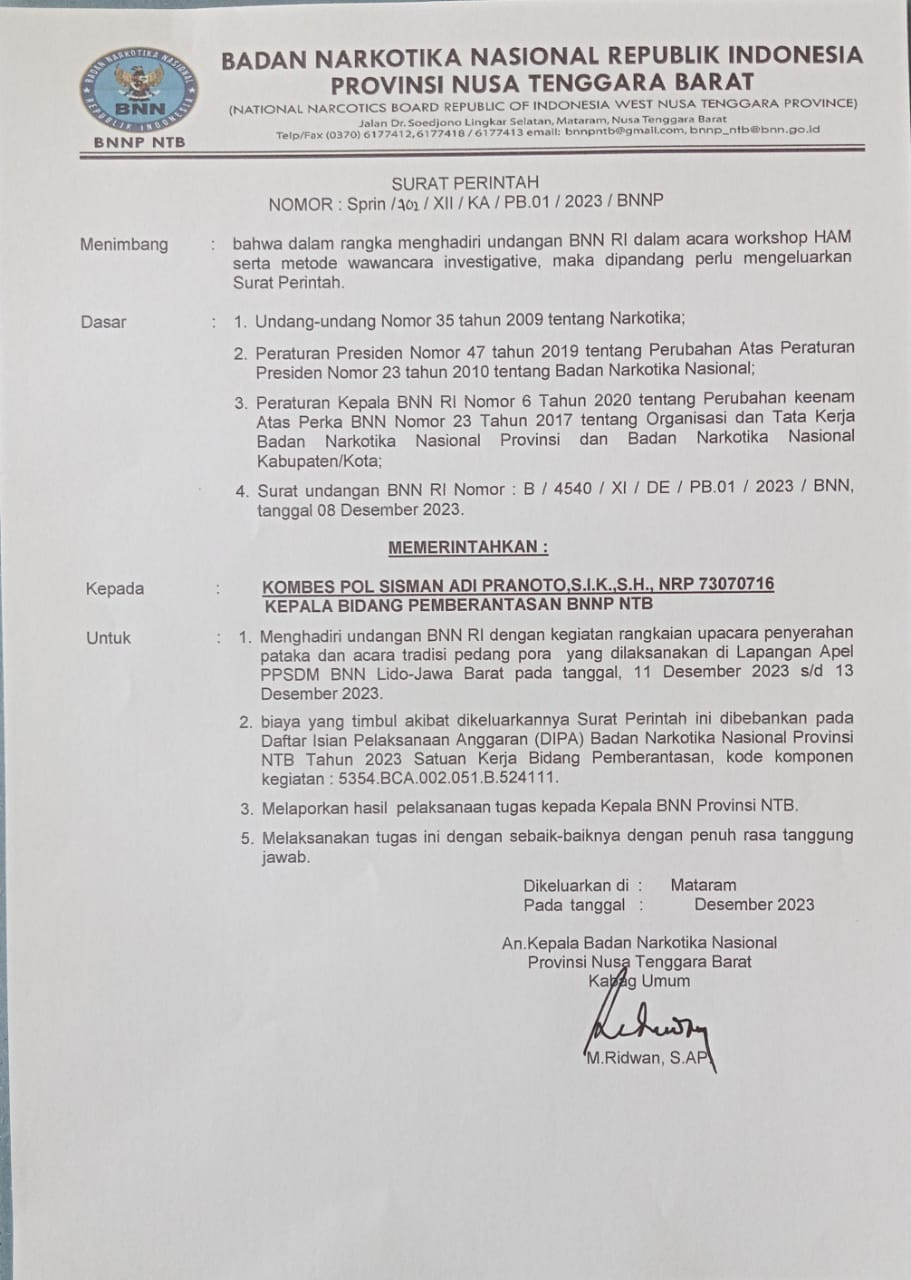 BADAN NARKOTIKA NASIONAL
REPUBLIK INDONESIA
BNN
BNNP NTB
BADAN NARKOTIKA NASIONAL REPUBLIK INDONESIA
PROVINSI NUSA TENGGARA BARAT
(NATIONAL NARCOTICS BOARD REPUBLIC OF INDONESIA WEST NUSA TENGGARA PROVINCE)
Jalan Dr. Soedjono Lingkar Selatan, Mataram, Nusa Tenggara Barat
Telp/Fax (0370) 6177412,6177418 / 6177413 email: bnnpntb@gmail.com, bnnp_ntb@bnn.go.id
SURAT PERINTAH
NOMOR : Sprin /202 / XII / KA / PB.01 / 2023 / BNNP
Menimbang : bahwa dalam rangka menghadiri undangan BNN RI dalam acara workshop HAM
serta metode wawancara investigative, maka dipandang perlu mengeluarkan
Surat Perintah.
Dasar : 1. Undang-undang Nomor 35 tahun 2009 tentang Narkotika;
2. Peraturan Presiden Nomor 47 tahun 2019 tentang Perubahan Atas Peraturan
Presiden Nomor 23 tahun 2010 tentang Badan Narkotika Nasional;
3. Peraturan Kepala BNN RI Nomor 6 Tahun 2020 tentang Perubahan keenam
Atas Perka BNN Nomor 23 Tahun 2017 tentang Organisasi dan Tata Kerja
Badan Narkotika Nasional Provinsi dan Badan Narkotika Nasional
Kabupaten/Kota;
4. Surat undangan BNN RI Nomor : B / 4540 / XI / DE / PB.01 / 2023 / BNN,
tanggal 08 Desember 2023.
MEMERINTAHKAN :
Kepada : KOMBES POL SISMAN ADI PRANOTO,S.I.K.,S.H., NRP 73070716
KEPALA BIDANG PEMBERANTASAN BNNP NTB
Untuk : 1. Menghadiri undangan BNN RI dengan kegiatan rangkaian upacara penyerahan
pataka dan acara tradisi pedang pora yang dilaksanakan di Lapangan Apel
PPSDM BNN Lido-Jawa Barat pada tanggal, 11 Desember 2023 s/d 13
Desember 2023.
2. biaya yang timbul akibat dikeluarkannya Surat Perintah ini dibebankan pada
Daftar Isian Pelaksanaan Anggaran (DIPA) Badan Narkotika Nasional Provinsi
NTB Tahun 2023 Satuan Kerja Bidang Pemberantasan, kode komponen
kegiatan : 5354.BCA.002.051.B.524111.
3. Melaporkan hasil pelaksanaan tugas kepada Kepala BNN Provinsi NTB.
5. Melaksanakan tugas ini dengan sebaik-baiknya dengan penuh rasa tanggung
jawab.
Dikeluarkan di : Mataram
Pada tanggal : Desember 2023
An.Kepala Badan Narkotika Nasional
Provinsi Nusa Tenggara Barat
Kabag Umum
M.Ridwan, S.AP